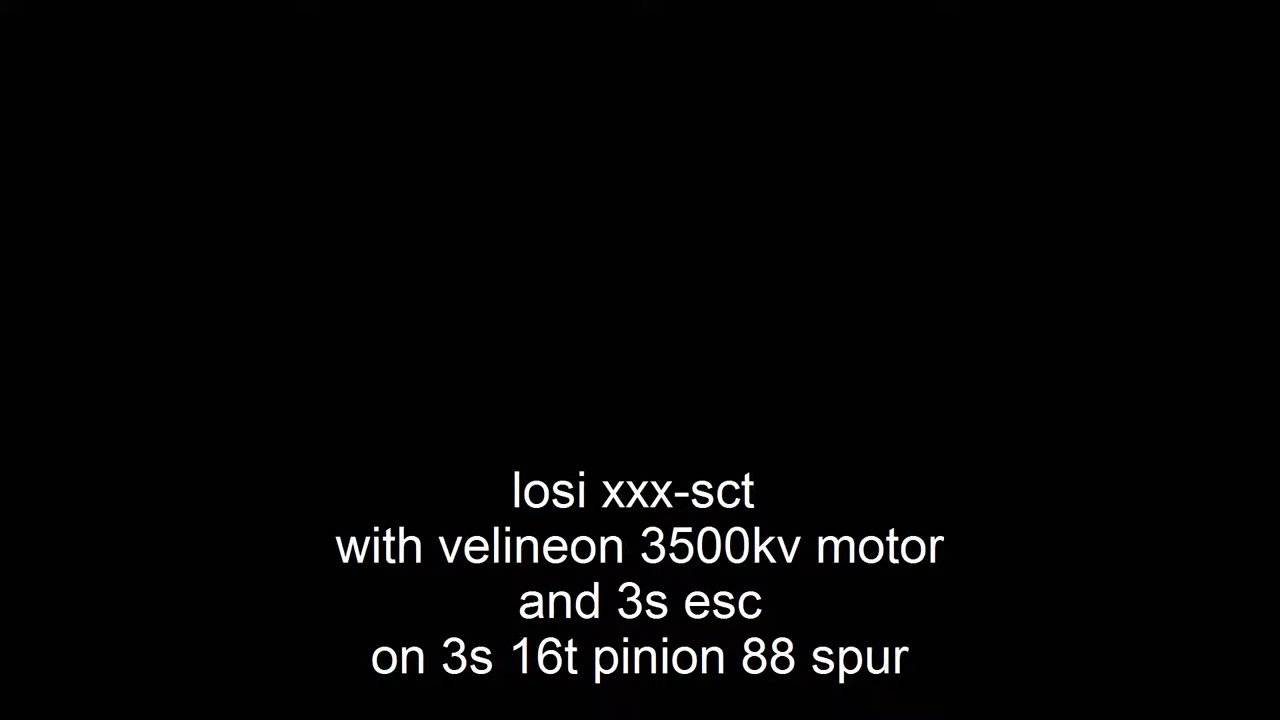 losi xxx-sct
with velineon 3500kv motor
and 3s esc
on 3s 16t pinion 88 spur